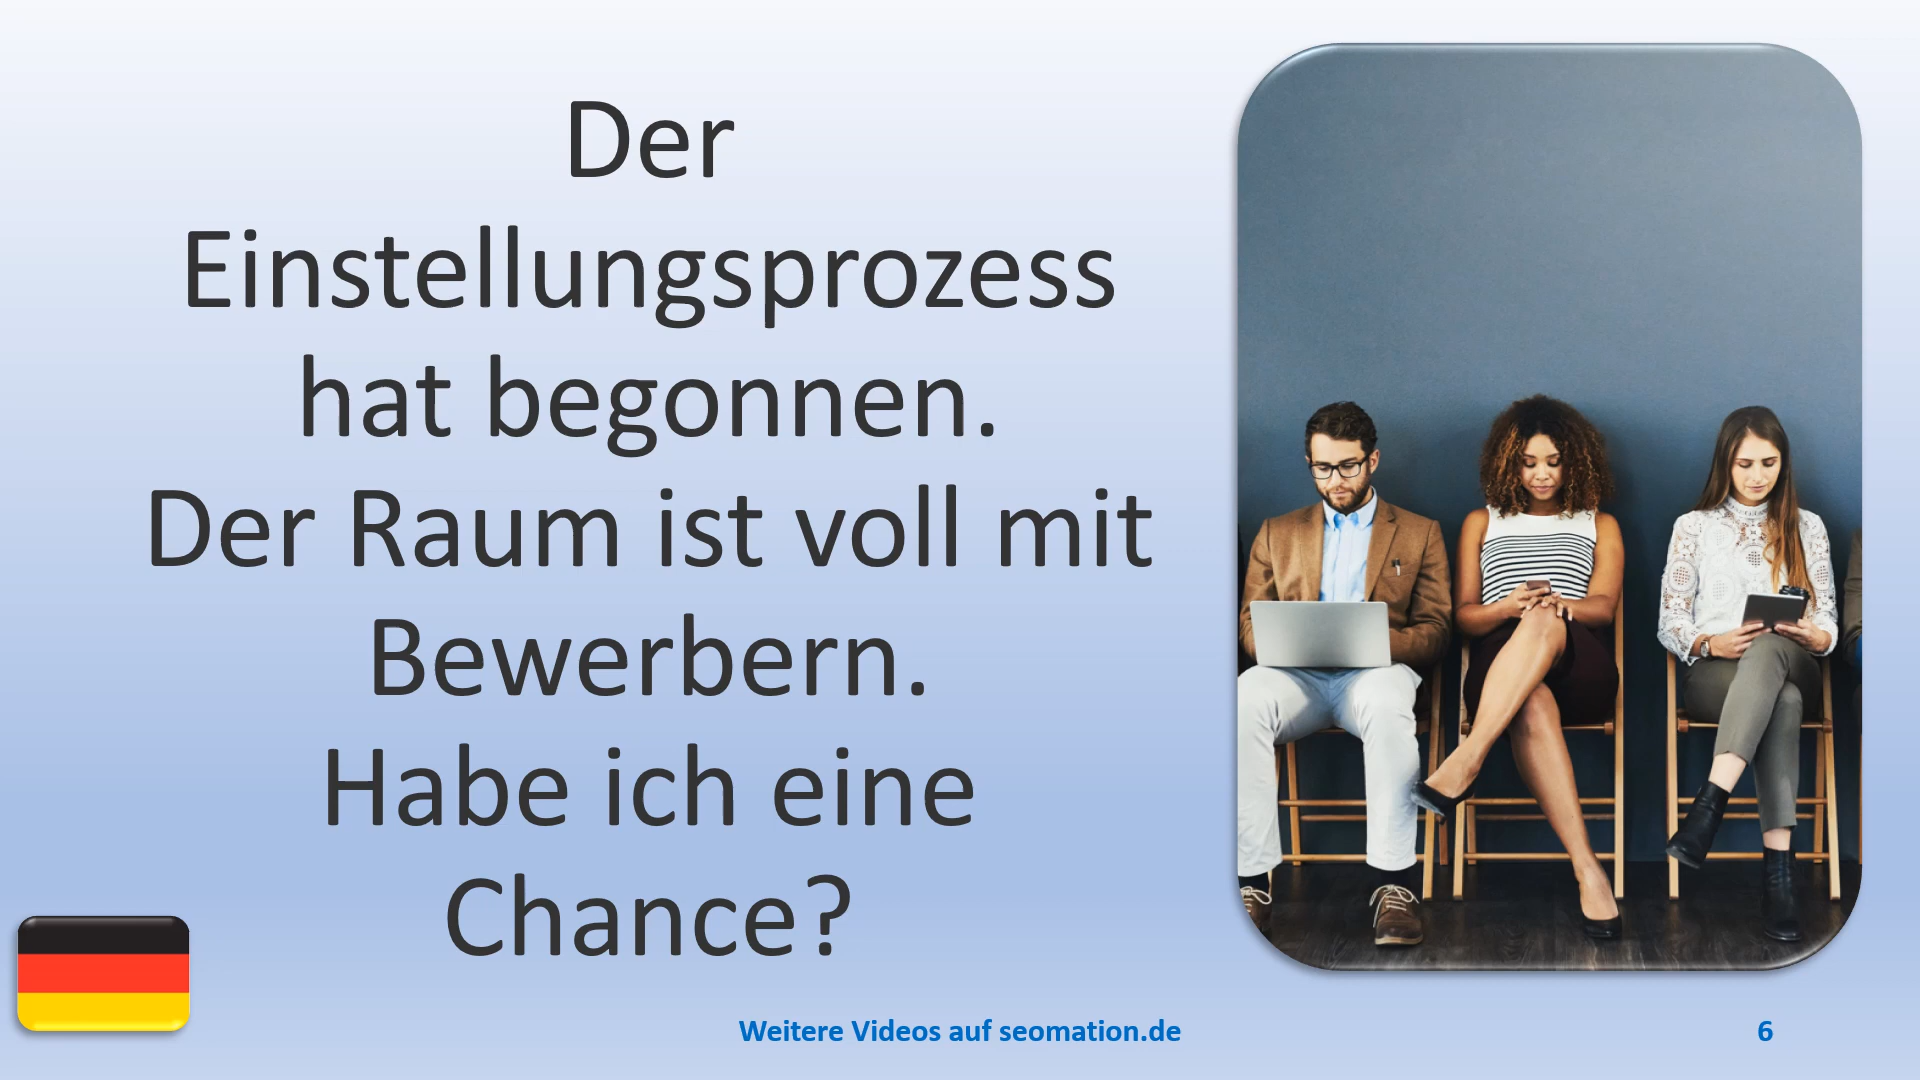 Der
Einstellungsprozess
hat begonnen.
Der Raum ist voll mit
Bewerbern.
Habe ich eine
Chance?
Weitere Videos auf seomation.de
6